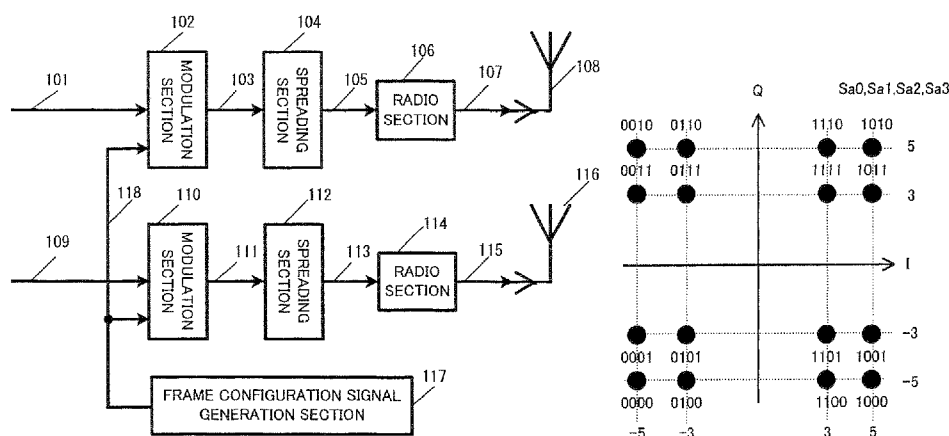 102
104
106
107
108
101
MODULATION
SECTION
103
SPREADING
SECTION
105
RADIO
SECTION
118
110
112
114
116
109
MODULATION
SECTION
111
SPREADING
SECTION
113
RADIO
SECTION
115
FRAME CONFIGURATION SIGNAL
GENERATION SECTION
117
Q
Sa0,Sa1,Sa2,Sa3
0010 0110 1110 1010
5
0011 0111 1111 1011
3
I
-3
0001 0101 1101 1001
-5
0000 0100 1100 1000
-5 -3 3 5